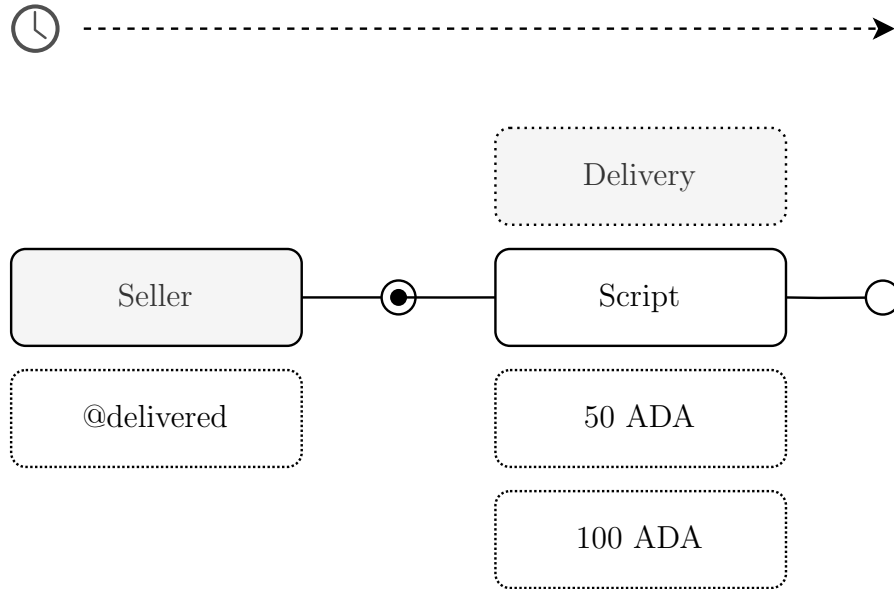 Delivery
Seller
Script
@delivered
50 ADA
100 ADA